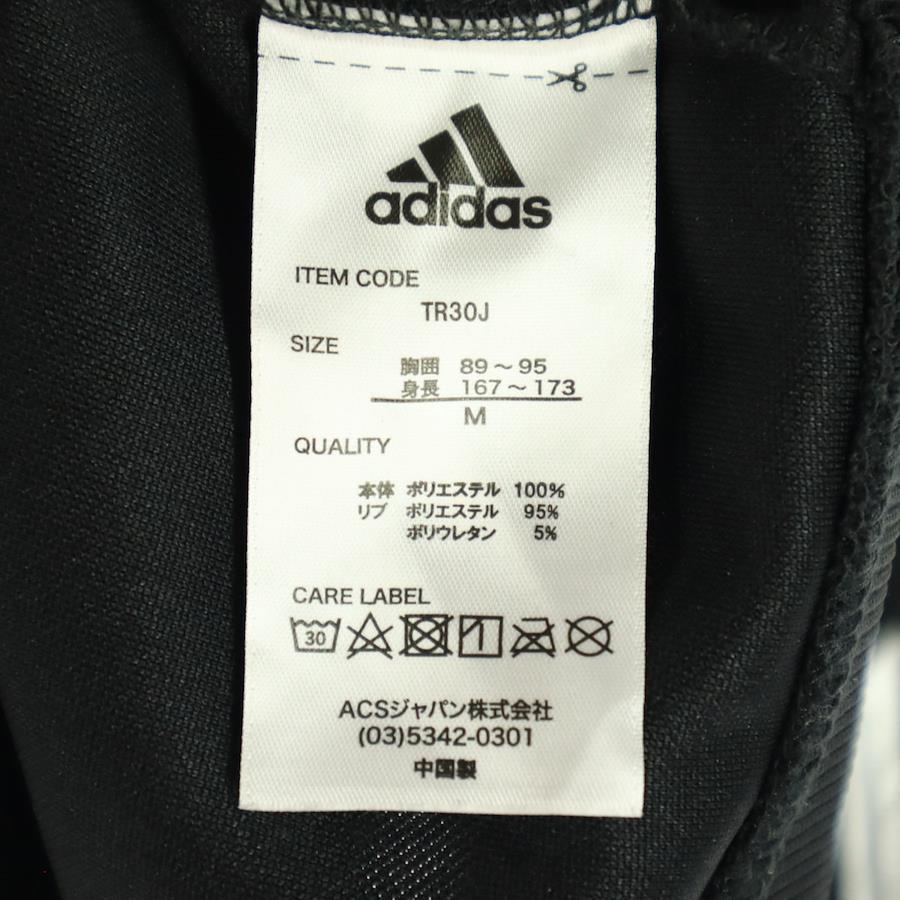 adidas
ITEM CODE
TR30J
SIZE
胸囲 89～95
身長 167～173
M
QUALITY
本体 ポリエステル 100%
リブ ポリエステル 95%
ポリウレタン 5%
CARE LABEL
30
ACSジャパン株式会社
(03)5342-0301
中国製